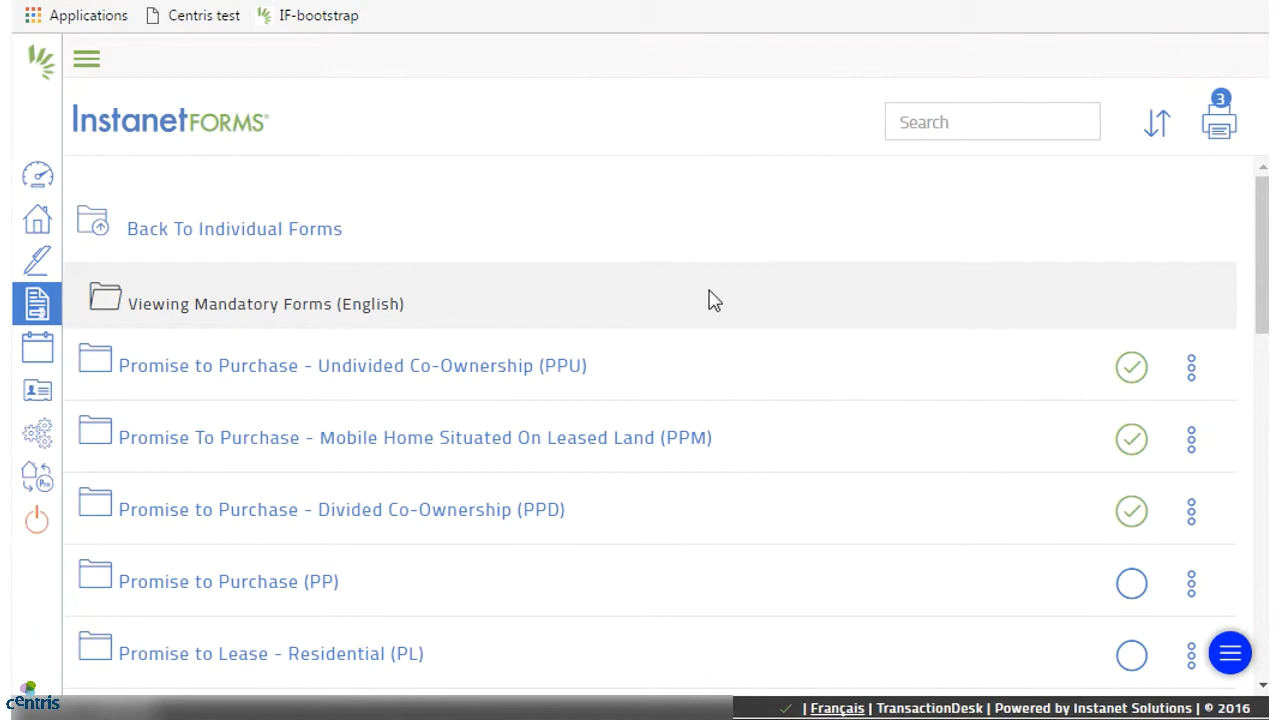 Applications Centris test IF-bootstrap
InstanetFORMS®
Search
3
Back To Individual Forms
Viewing Mandatory Forms (English)
Promise to Purchase - Undivided Co-Ownership (PPU)
Promise To Purchase - Mobile Home Situated On Leased Land (PPM)
Promise to Purchase - Divided Co-Ownership (PPD)
Promise to Purchase (PP)
Promise to Lease - Residential (PL)
centris
| Français | TransactionDesk | Powered by Instanet Solutions | © 2016